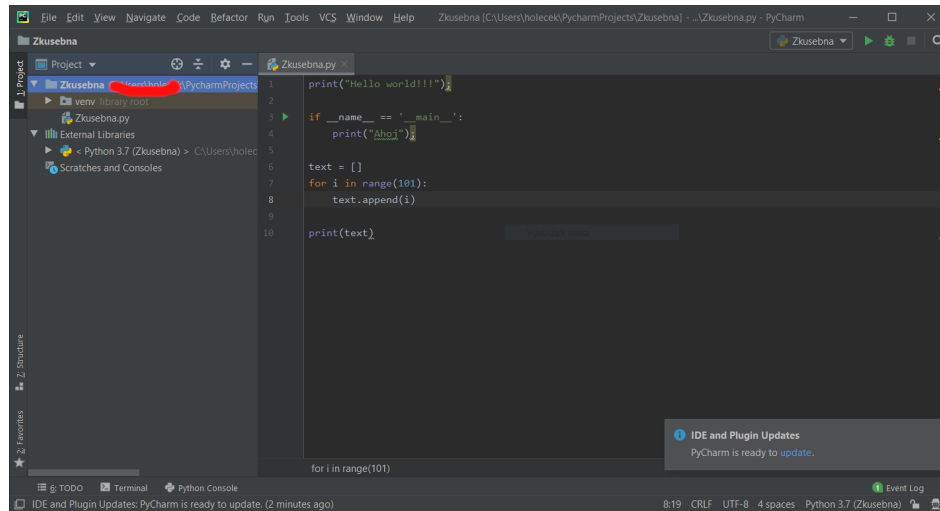 PC File Edit View Navigate Code Refactor Run Tools VCS Window Help Zkusebna [C:\Users\holecek\PycharmProjects\Zkusebna] - ...\Zkusebna.py - PyCharm
Zkusebna Zkusebna
1: Project
Project Zkusebna.py
Zkusebna \PycharmProjects
venv library root
Zkusebna.py
External Libraries
< Python 3.7 (Zkusebna) > C:\Users\holec
Scratches and Consoles
1 print("Hello world!!!");
2
3 if __name__ == '__main__':
4 print("Ahoj");
5
6 text = []
7 for i in range(101):
8 text.append(i)
9
10 print(text)
Z: Structure
2: Favorites
IDE and Plugin Updates
PyCharm is ready to update.
for i in range(101)
6: TODO Terminal Python Console 1 Event Log
IDE and Plugin Updates: PyCharm is ready to update. (2 minutes ago) 8:19 CRLF UTF-8 4 spaces Python 3.7 (Zkusebna)